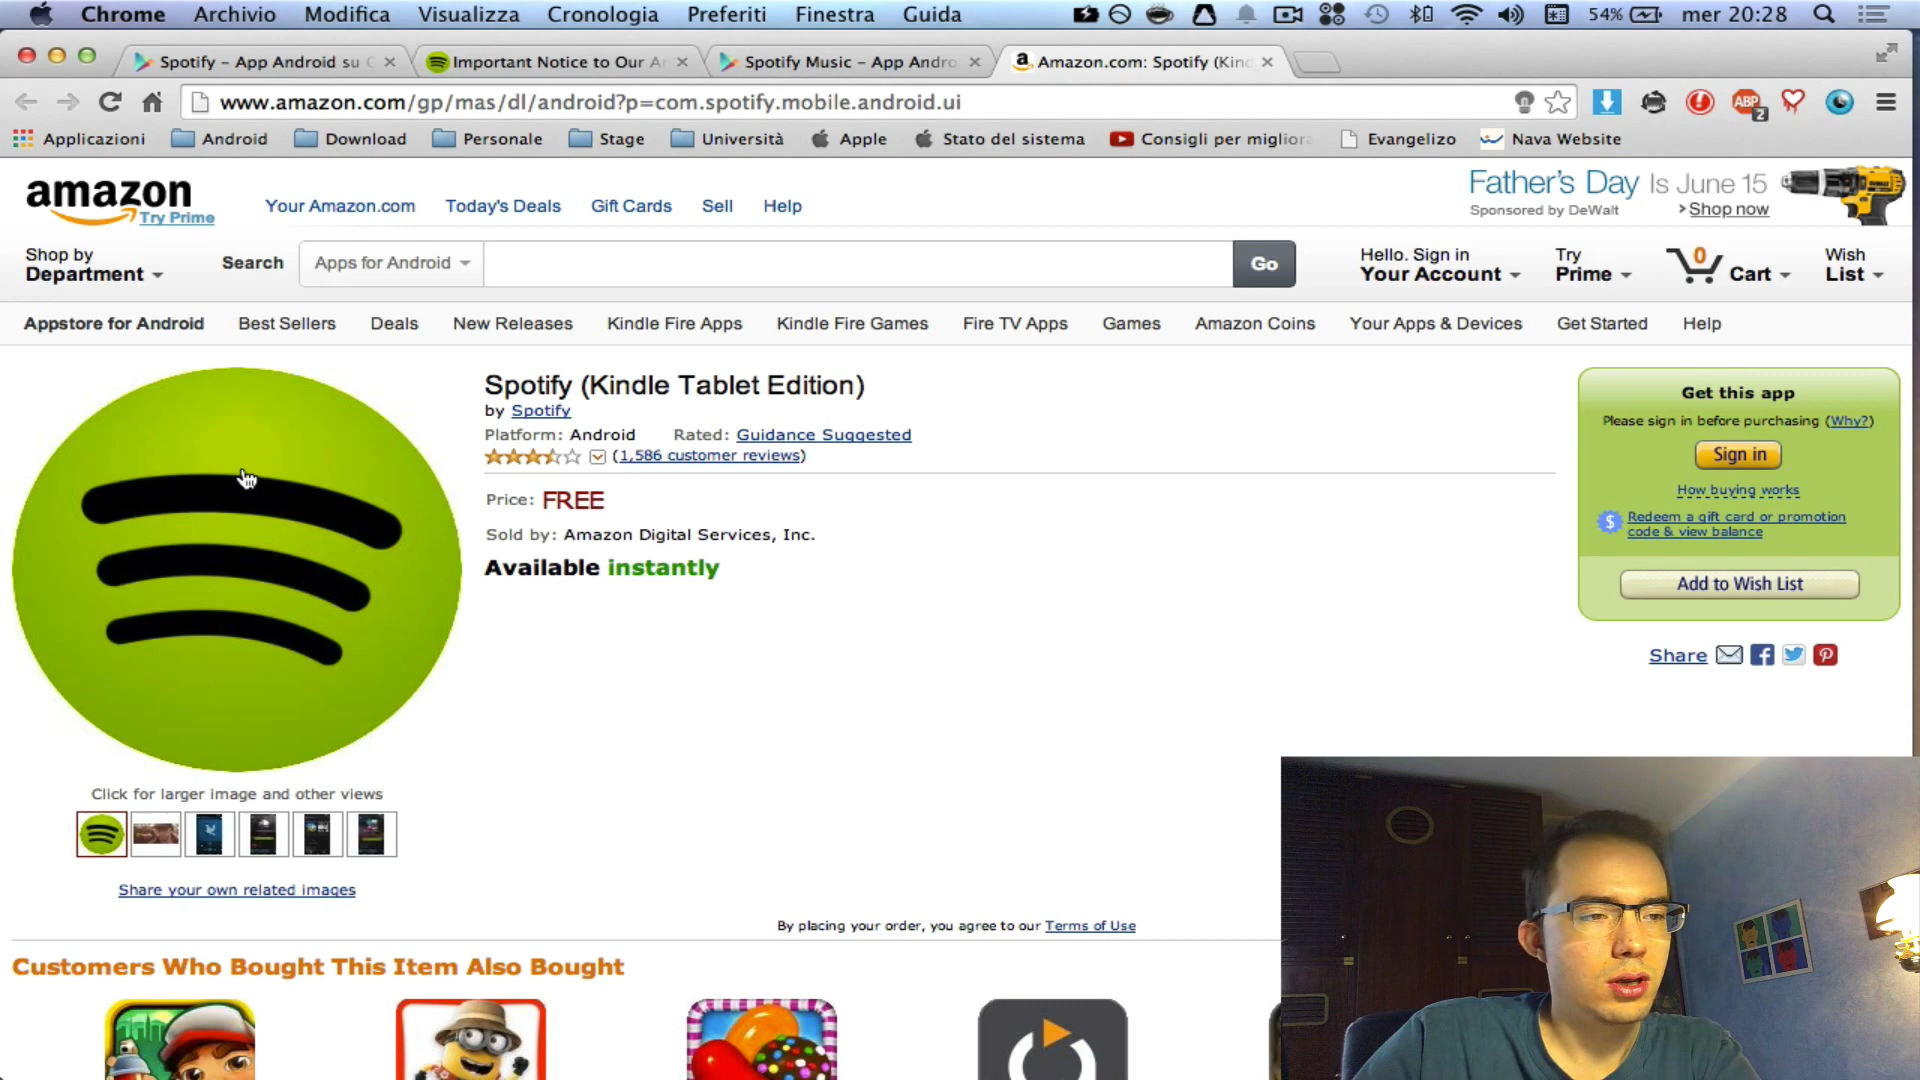 Chrome Archivio Modifica Visualizza Cronologia Preferiti Finestra Guida 54% mer 20:28
Spotify – App Android su Important Notice to Our Spotify Music – App Andro Amazon.com: Spotify (Kind
www.amazon.com/gp/mas/dl/android?p=com.spotify.mobile.android.ui ABP 2
Applicazioni Android Download Personale Stage Università Apple Stato del sistema Consigli per migliora Evangelizo Nava Website
amazon
Try Prime
Your Amazon.com Today's Deals Gift Cards Sell Help
Father's Day Is June 15
Sponsored by DeWalt > Shop now
Shop by
Department
Search Apps for Android Go
Hello. Sign in
Your Account
Try
Prime
0
Cart
Wish
List
Appstore for Android Best Sellers Deals New Releases Kindle Fire Apps Kindle Fire Games Fire TV Apps Games Amazon Coins Your Apps & Devices Get Started Help
Spotify (Kindle Tablet Edition)
by Spotify
Platform: Android Rated: Guidance Suggested
(1,586 customer reviews)
Price: FREE
Sold by: Amazon Digital Services, Inc.
Available instantly
Get this app
Please sign in before purchasing (Why?)
Sign in
How buying works
$ Redeem a gift card or promotion
code & view balance
Add to Wish List
Share
Click for larger image and other views
Share your own related images
By placing your order, you agree to our Terms of Use
Customers Who Bought This Item Also Bought